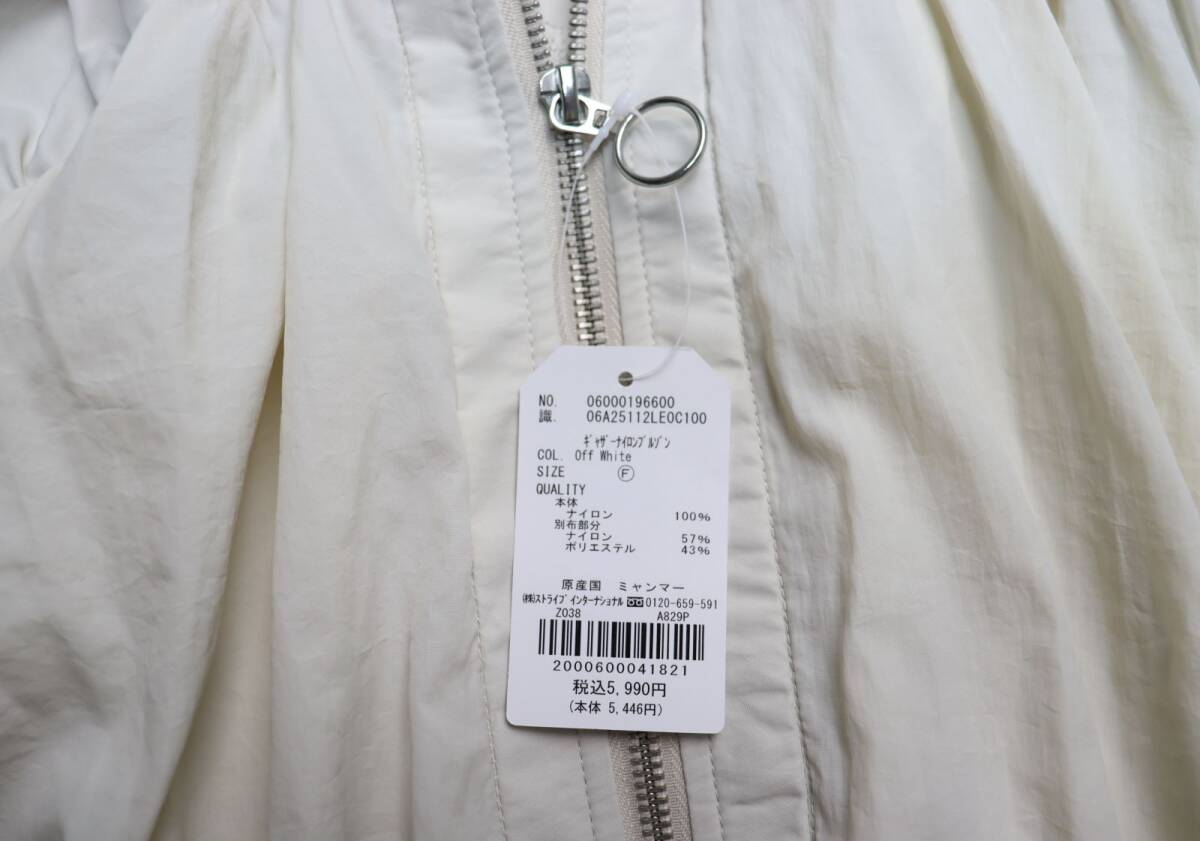 NO. 06000196600
識. 06A25112LE0C100
ｷﾞｬｻﾞｰﾅｲﾛﾝﾌﾞﾙｿﾞﾝ
COL. Off White
SIZE Ⓕ
QUALITY
本体
ナイロン 100%
別布部分
ナイロン 57%
ポリエステル 43%
原産国 ミャンマー
㈱ｽﾄﾗｲﾌﾟｲﾝﾀｰﾅｼｮﾅﾙ 0120-659-591
Z038 A829P
2000600041821
税込5,990円
(本体 5,446円)